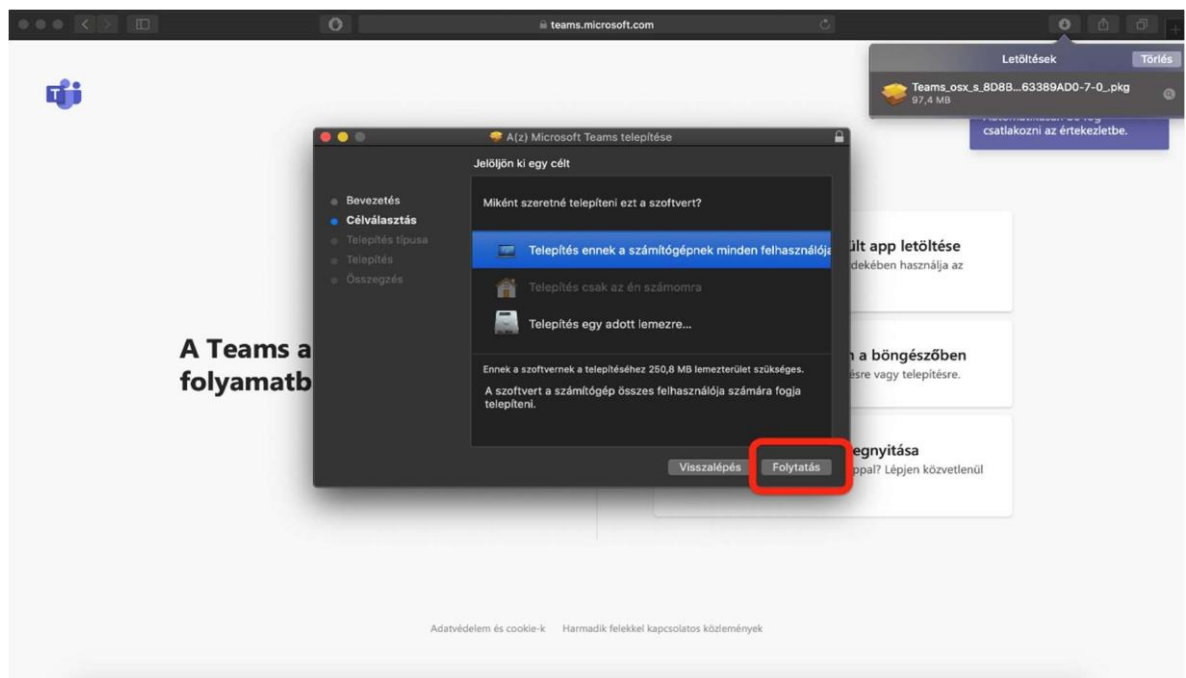 teams.microsoft.com
Letöltések
Törlés
Teams_osx_s_8D8B...63389AD0-7-0_.pkg
97,4 MB
csatlakozni az értekezletbe.
A(z) Microsoft Teams telepítése
Jelöljön ki egy célt
Bevezetés
Célválasztás
Telepítés típusa
Telepítés
Összegzés
Miként szeretné telepíteni ezt a szoftvert?
Telepítés ennek a számítógépnek minden felhasználója
Telepítés csak az én számomra
Telepítés egy adott lemezre...
Ennek a szoftvernek a telepítéséhez 250,8 MB lemezterület szükséges.
A szoftvert a számítógép összes felhasználója számára fogja
telepíteni.
Visszalépés
Folytatás
A Teams a
folyamatb
ült app letöltése
dekében használja az
n a böngészőben
ésre vagy telepítésre.
egnyitása
ppal? Lépjen közvetlenül
Adatvédelem és cookie-k
Harmadik felekkel kapcsolatos közlemények